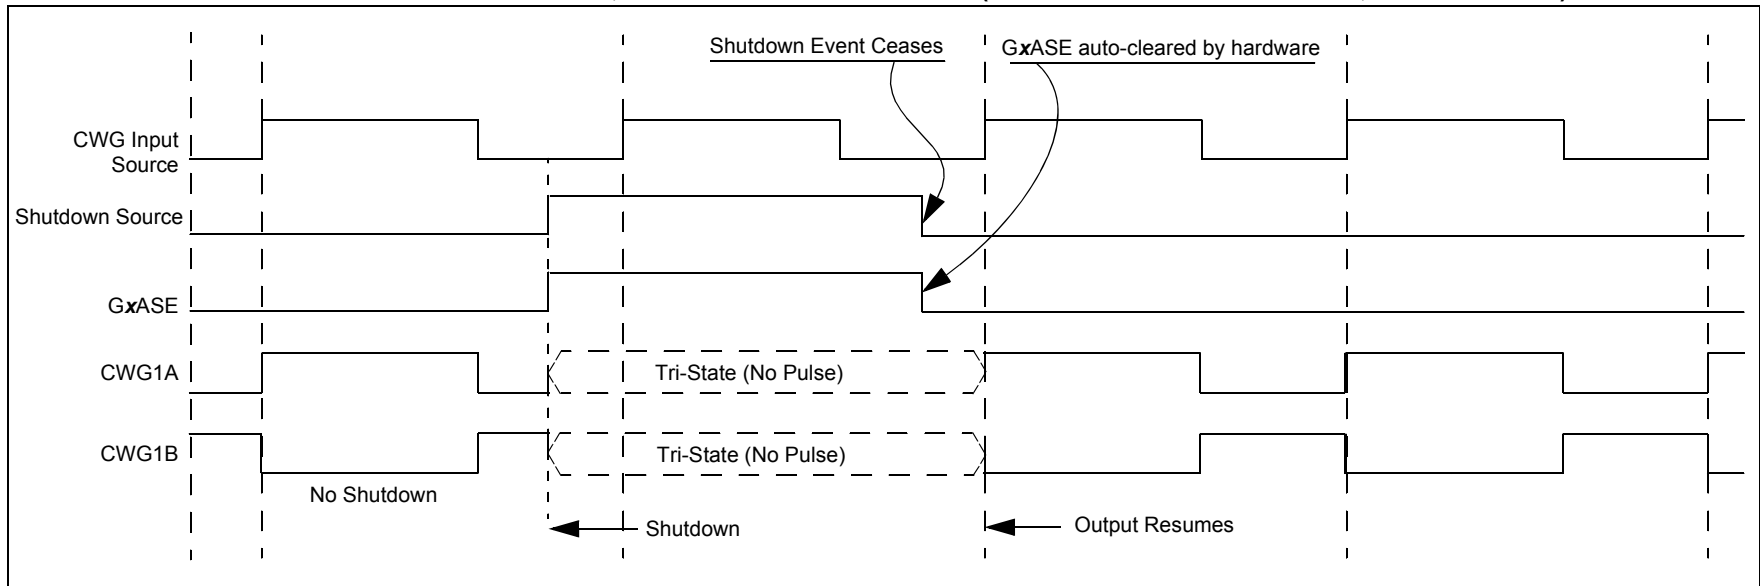 Shutdown Event Ceases
GxASE auto-cleared by hardware
CWG Input
Source
Shutdown Source
GxASE
CWG1A
Tri-State (No Pulse)
CWG1B
Tri-State (No Pulse)
No Shutdown
Shutdown
Output Resumes